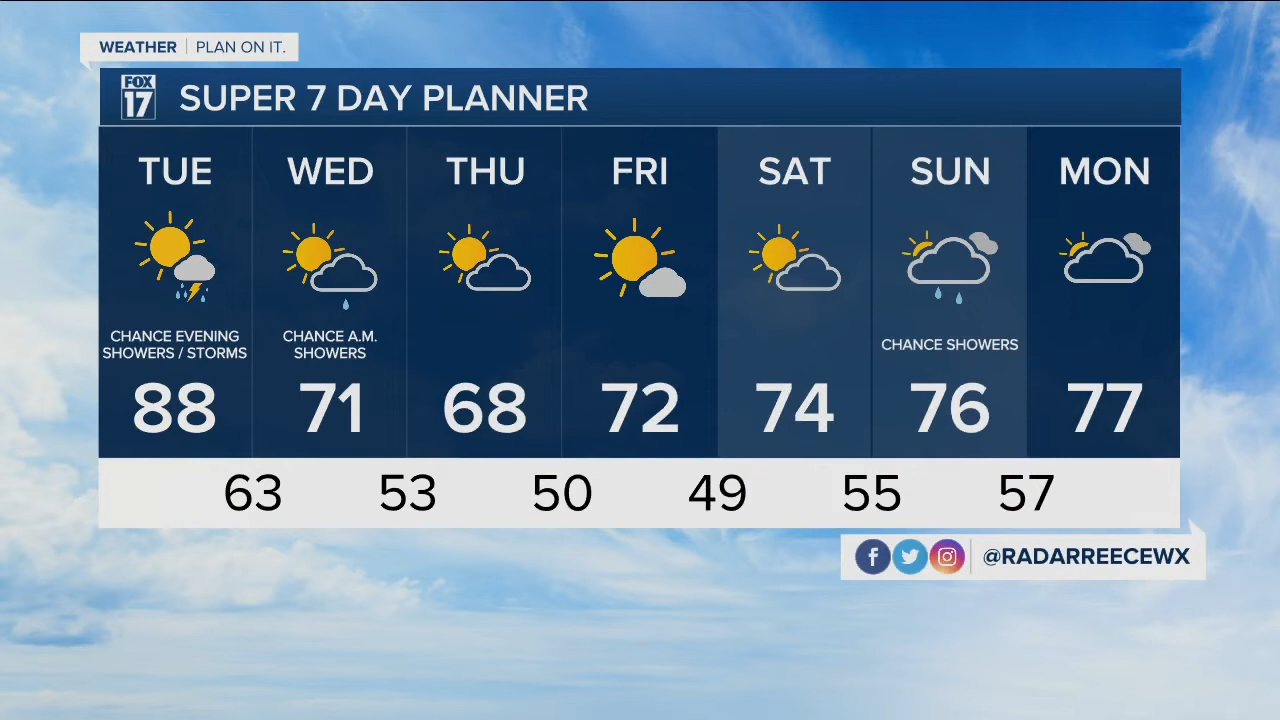 WEATHER | PLAN ON IT.
FOX
17
SUPER 7 DAY PLANNER
TUE WED THU FRI SAT SUN MON
CHANCE EVENING
SHOWERS / STORMS
CHANCE A.M.
SHOWERS
CHANCE SHOWERS
88 71 68 72 74 76 77
63 53 50 49 55 57
@RADARREECEWX